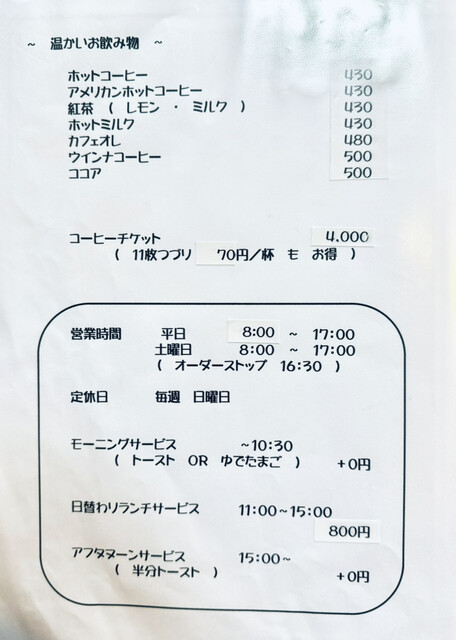 ~ 温かいお飲み物 ~
ホットコーヒー 430
アメリカンホットコーヒー 430
紅茶 ( レモン ・ ミルク ) 430
ホットミルク 430
カフェオレ 480
ウインナコーヒー 500
ココア 500
コーヒーチケット 4,000
( 11枚つづり 70円/杯 も お得 )
営業時間 平日 8:00 ~ 17:00
土曜日 8:00 ~ 17:00
( オーダーストップ 16:30 )
定休日 毎週 日曜日
モーニングサービス ~10:30
( トースト OR ゆでたまご ) +0円
日替わりランチサービス 11:00~15:00
800円
アフタヌーンサービス 15:00~
( 半分トースト ) +0円